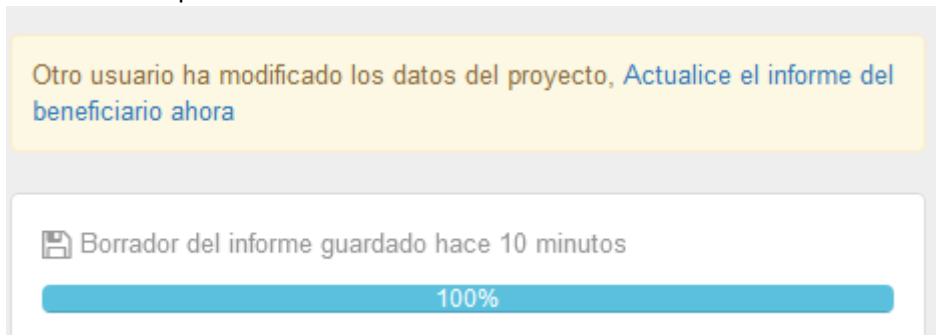 Otro usuario ha modificado los datos del proyecto, Actualice el informe del
beneficiario ahora
Borrador del informe guardado hace 10 minutos
100%